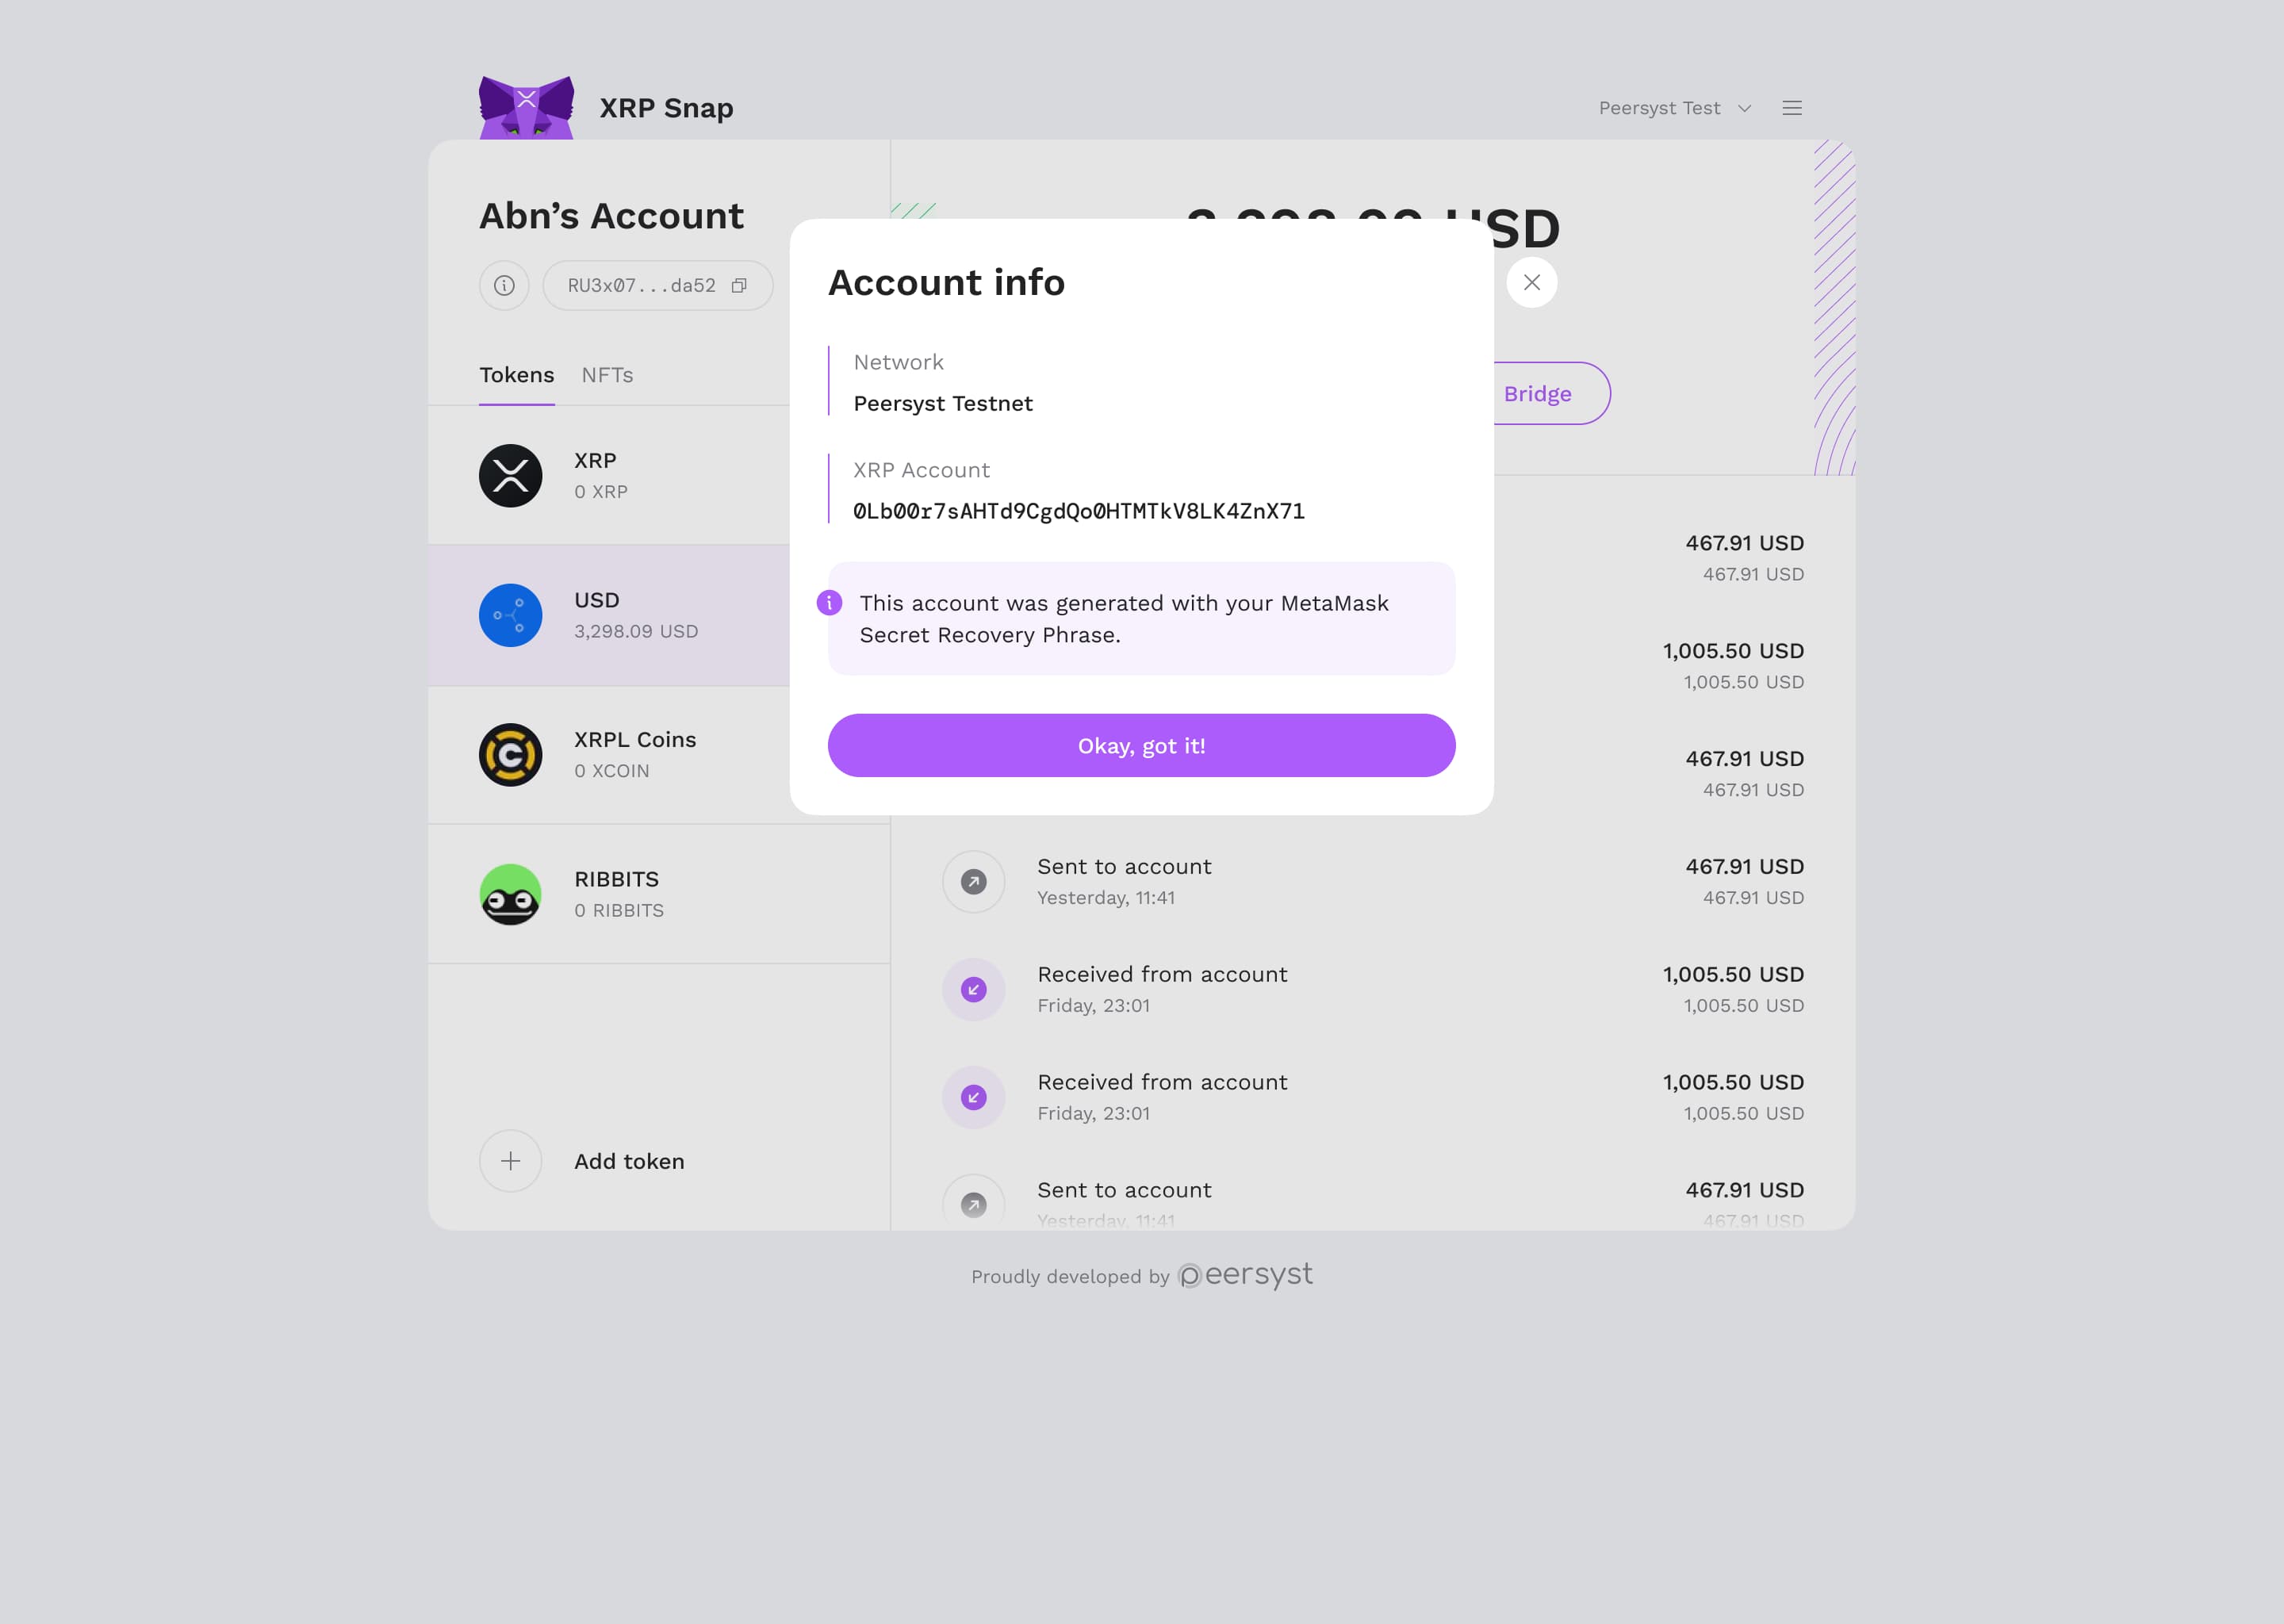 XRP Snap
Peersyst Test
Abn’s Account
RU3x07...da52
Tokens
NFTs
XRP
0 XRP
USD
3,298.09 USD
XRPL Coins
0 XCOIN
RIBBITS
0 RIBBITS
Add token
USD
Bridge
Account info
Network
Peersyst Testnet
XRP Account
0Lb00r7sAHTd9CgdQo0HTMTkV8LK4ZnX71
This account was generated with your MetaMask
Secret Recovery Phrase.
Okay, got it!
467.91 USD
467.91 USD
1,005.50 USD
1,005.50 USD
467.91 USD
467.91 USD
Sent to account
Yesterday, 11:41
467.91 USD
467.91 USD
Received from account
Friday, 23:01
1,005.50 USD
1,005.50 USD
Received from account
Friday, 23:01
1,005.50 USD
1,005.50 USD
Sent to account
Yesterday, 11:41
467.91 USD
467.91 USD
Proudly developed by peersyst